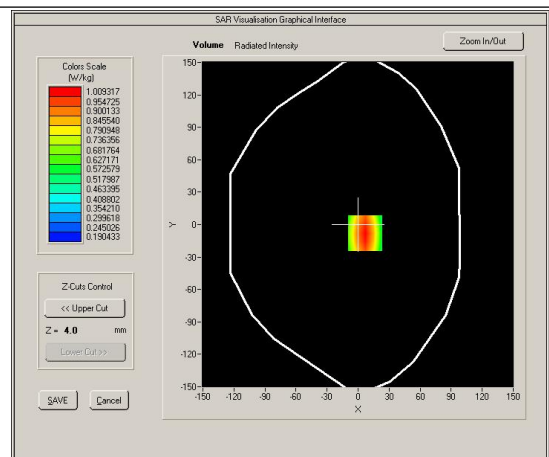 SAR Visualisation Graphical Interface
Volume Radiated Intensity
Zoom In/Out
Colors Scale
(W/kg)
1.009317
0.954725
0.900133
0.845540
0.790948
0.736356
0.681764
0.627171
0.572579
0.517987
0.463395
0.408802
0.354210
0.299618
0.245026
0.190433
Z-Cuts Control
<< Upper Cut
Z = 4.0 mm
Lower Cut >>
SAVE Cancel
150
120
90
60
30
0
-30
-60
-90
-120
-150
Y
-150 -120 -90 -60 -30 0 30 60 90 120 150
X